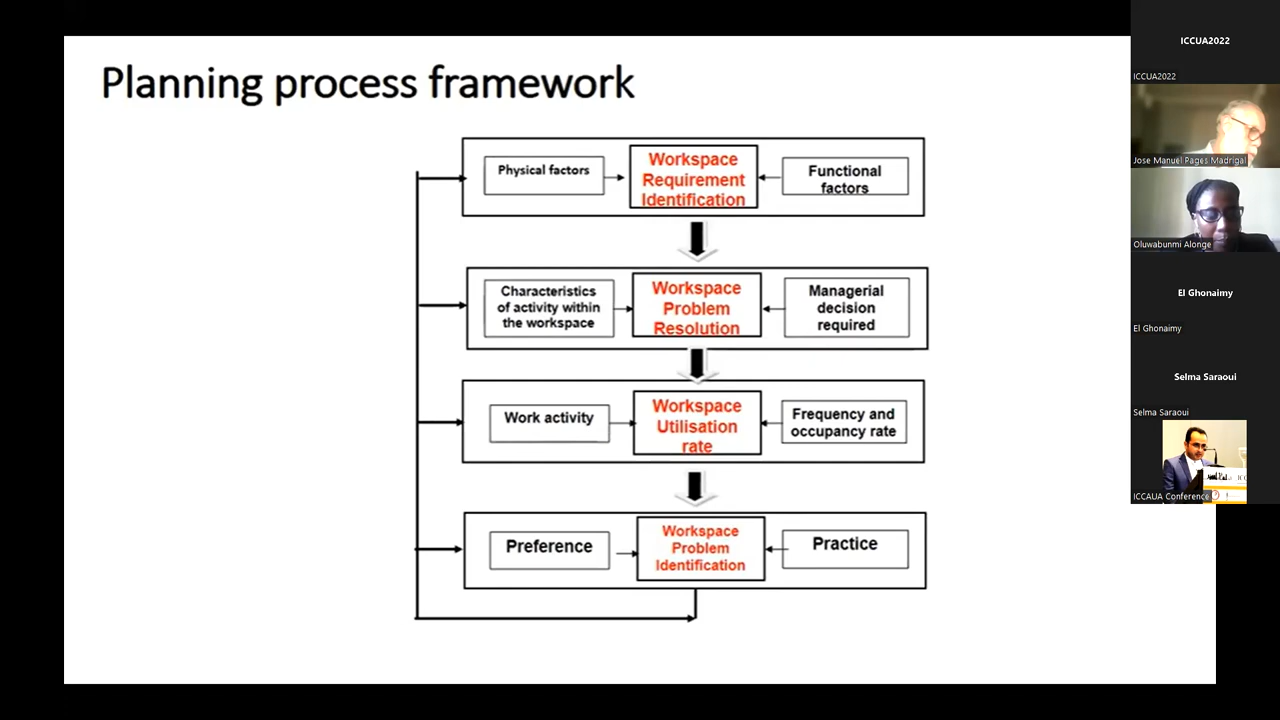 Planning process framework
Physical factors
Workspace
Requirement
Identification
Functional
factors
Characteristics
of activity within
the workspace
Workspace
Problem
Resolution
Managerial
decision
required
Work activity
Workspace
Utilisation
rate
Frequency and
occupancy rate
Preference
Workspace
Problem
Identification
Practice
ICCUA2022
ICCUA2022
Jose Manuel Pages Madrigal
Oluwabunmi Alonge
El Ghonaimy
El Ghonaimy
Selma Saraoui
Selma Saraoui
ICCAUA Conference